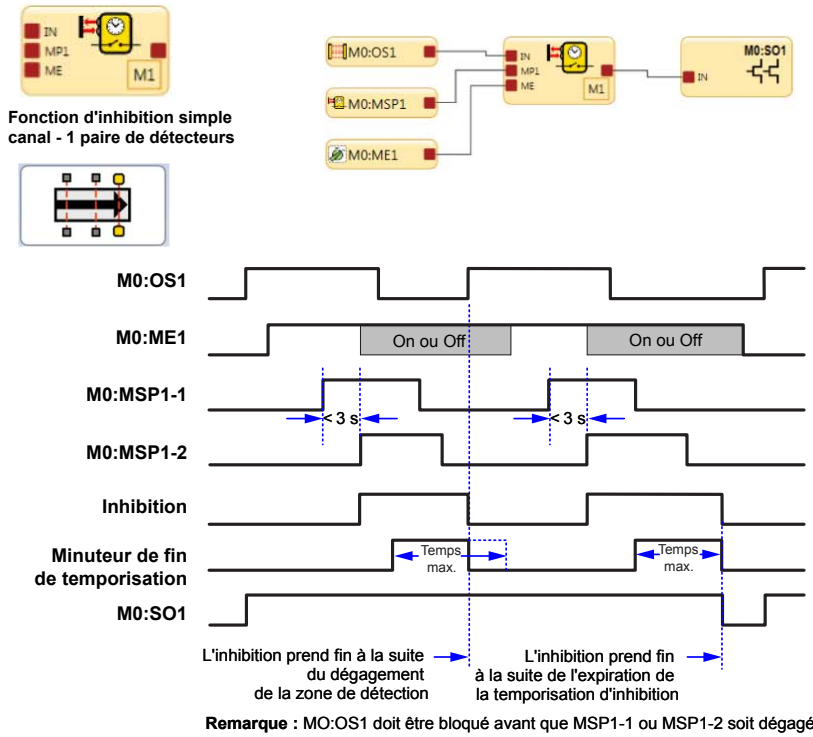 IN
MP1
ME
M1
Fonction d'inhibition simple
canal - 1 paire de détecteurs
M0:OS1
M0:MSP1
M0:ME1
IN
MP1
ME
M1
M0:SO1
IN
M0:OS1
M0:ME1
On ou Off
On ou Off
M0:MSP1-1
< 3 s
< 3 s
M0:MSP1-2
Inhibition
Minuteur de fin
de temporisation
Temps
max.
Temps
max.
M0:SO1
L'inhibition prend fin à la suite
du dégagement
de la zone de détection
L'inhibition prend fin
à la suite de l'expiration de
la temporisation d'inhibition
Remarque : MO:OS1 doit être bloqué avant que MSP1-1 ou MSP1-2 soit dégagé